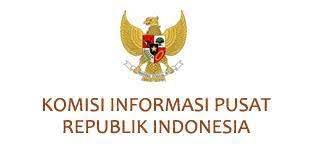 KOMISI INFORMASI PUSAT
REPUBLIK INDONESIA